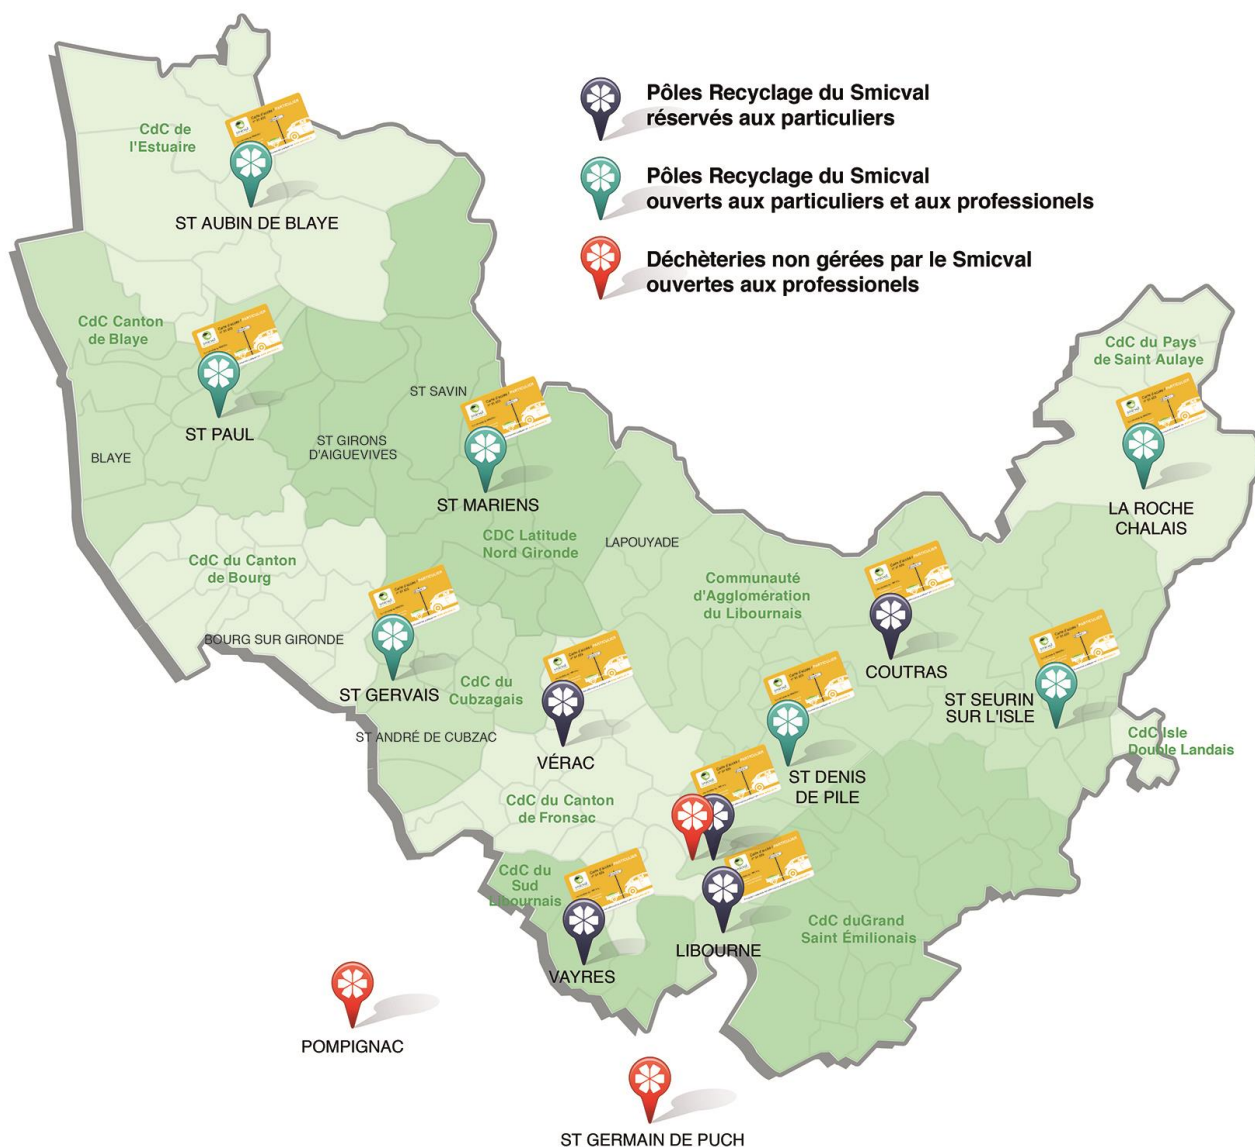 Pôles Recyclage du Smicval
réservés aux particuliers
Pôles Recyclage du Smicval
ouverts aux particuliers et aux professionels
Déchèteries non gérées par le Smicval
ouvertes aux professionels
CdC de
l'Estuaire
ST AUBIN DE BLAYE
CdC Canton
de Blaye
ST PAUL
BLAYE
ST SAVIN
ST GIRONS
D'AIGUEVIVES
ST MARIENS
CDC Latitude
Nord Gironde
LAPOUYADE
CdC du Pays
de Saint Aulaye
LA ROCHE
CHALAIS
CdC du Canton
de Bourg
BOURG SUR GIRONDE
ST GERVAIS
CdC du
Cubzagais
ST ANDRÉ DE CUBZAC
VÉRAC
Communauté
d'Agglomération
du Libournais
COUTRAS
ST SEURIN
SUR L'ISLE
CdC Isle
Double Landais
ST DENIS
DE PILE
CdC du Canton
de Fronsac
CdC du
Sud
Libournais
VAYRES
LIBOURNE
CdC duGrand
Saint Émilionais
POMPIGNAC
ST GERMAIN DE PUCH